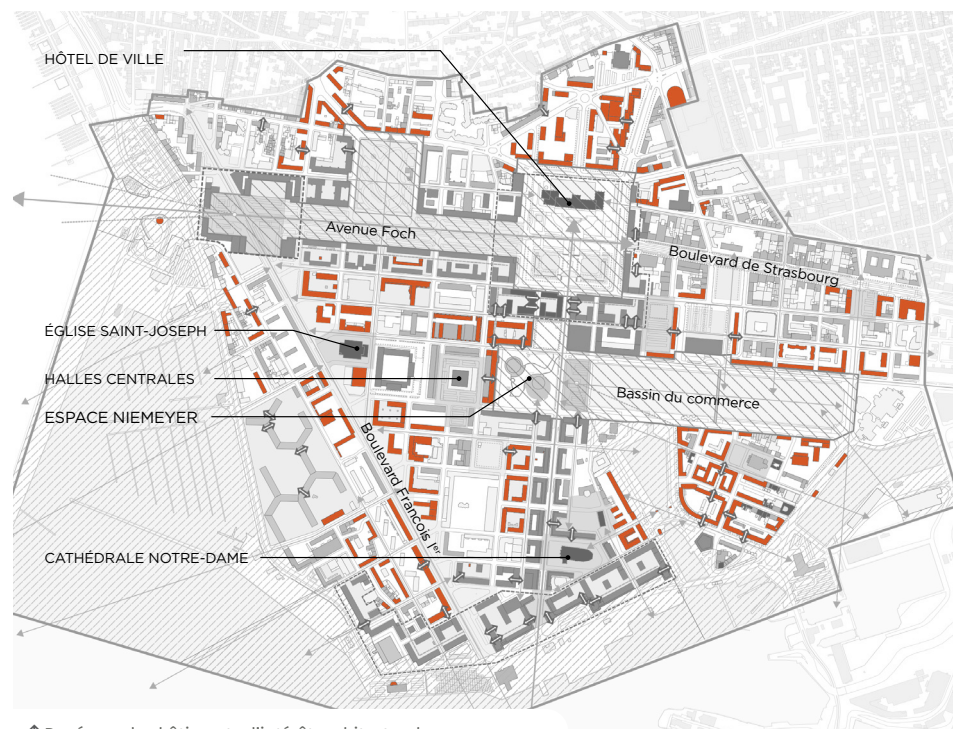 HÔTEL DE VILLE
Avenue Foch
Boulevard de Strasbourg
ÉGLISE SAINT-JOSEPH
HALLES CENTRALES
Bassin du commerce
ESPACE NIEMEYER
Boulevard François Iᵉʳ
CATHÉDRALE NOTRE-DAME